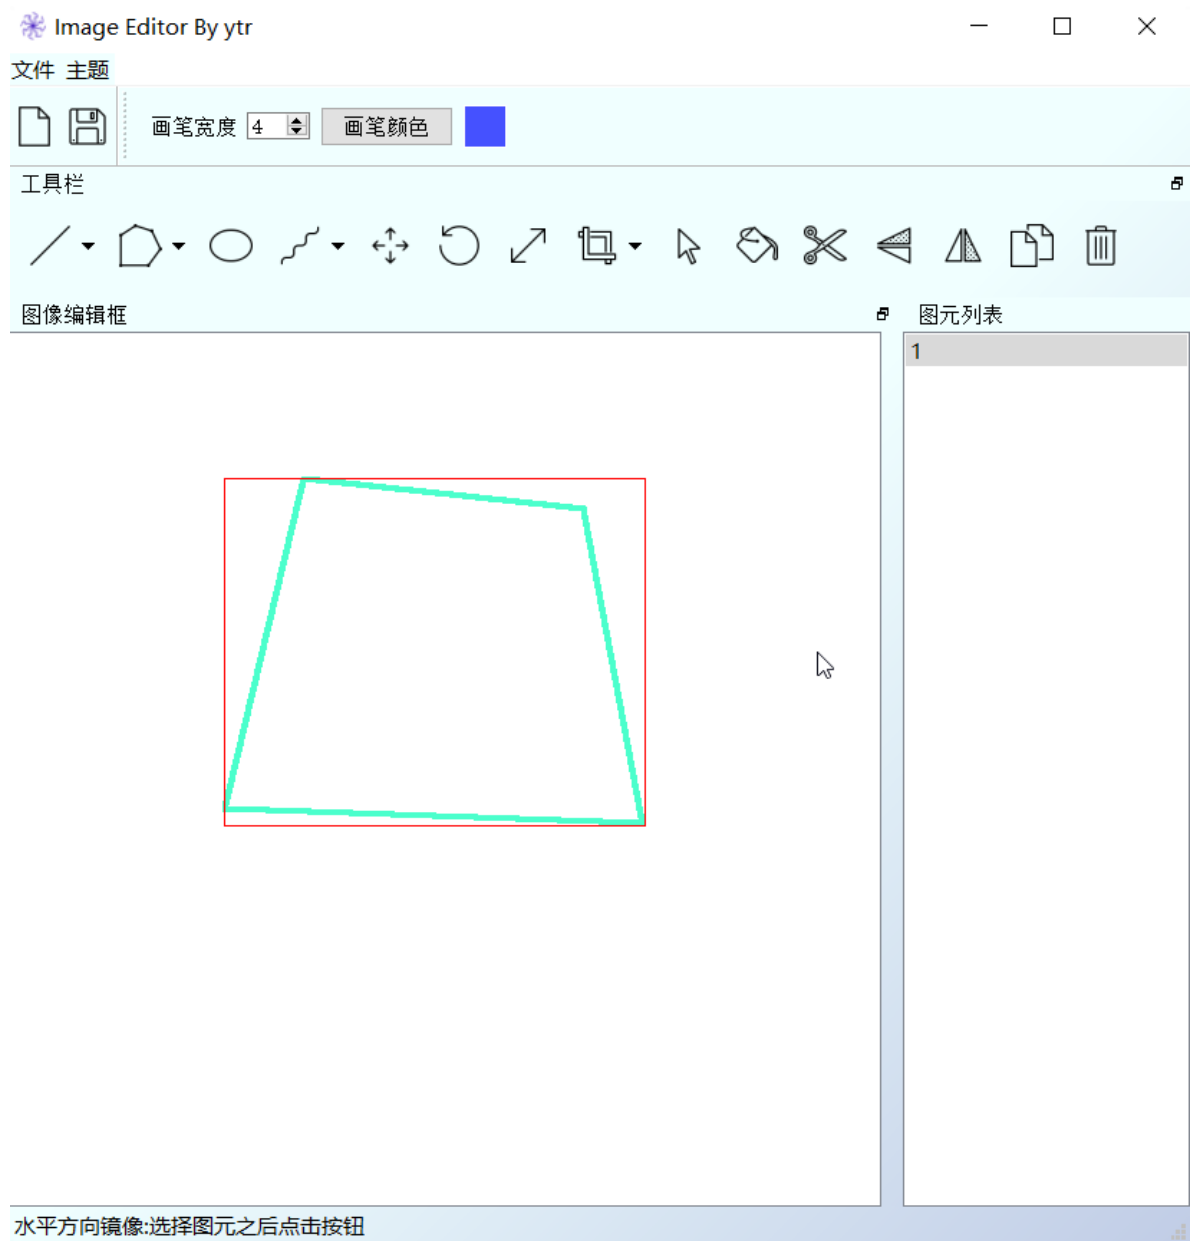 Image Editor By ytr
文件 主题
画笔宽度 4 画笔颜色
工具栏
图像编辑框 图元列表
1
水平方向镜像:选择图元之后点击按钮